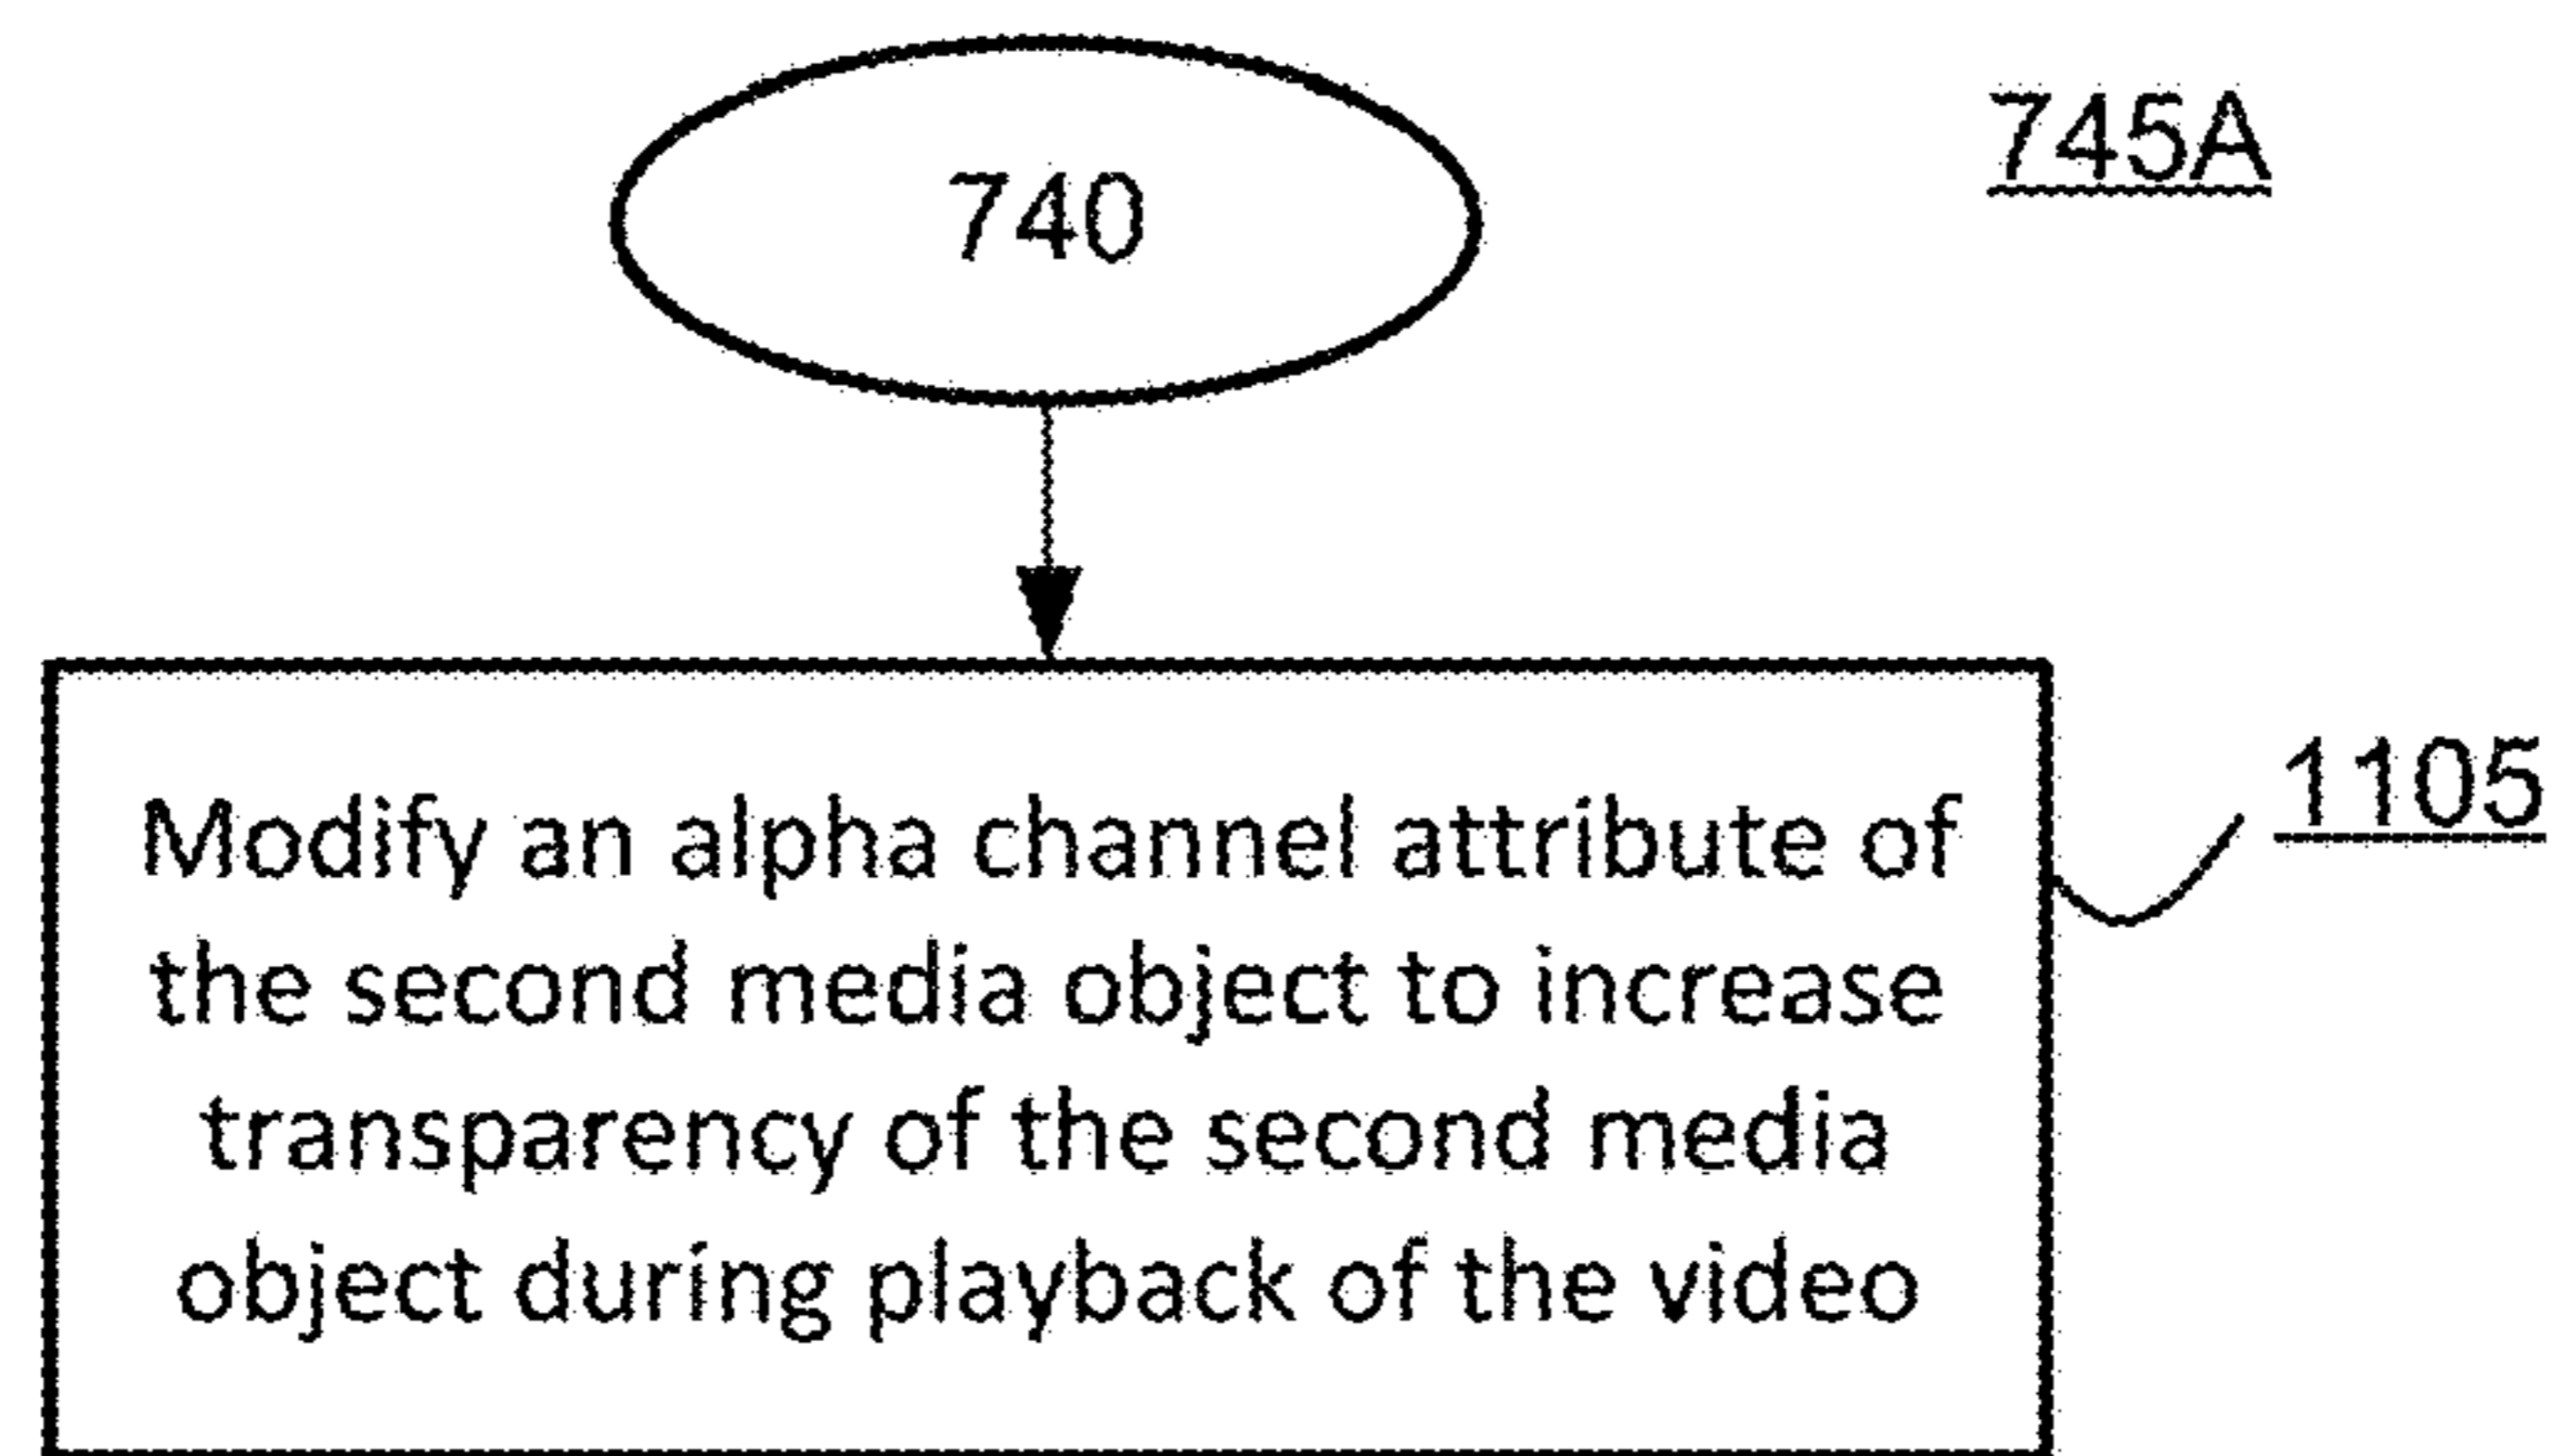 740
745A
Modify an alpha channel attribute of
the second media object to increase
transparency of the second media
object during playback of the video
1105